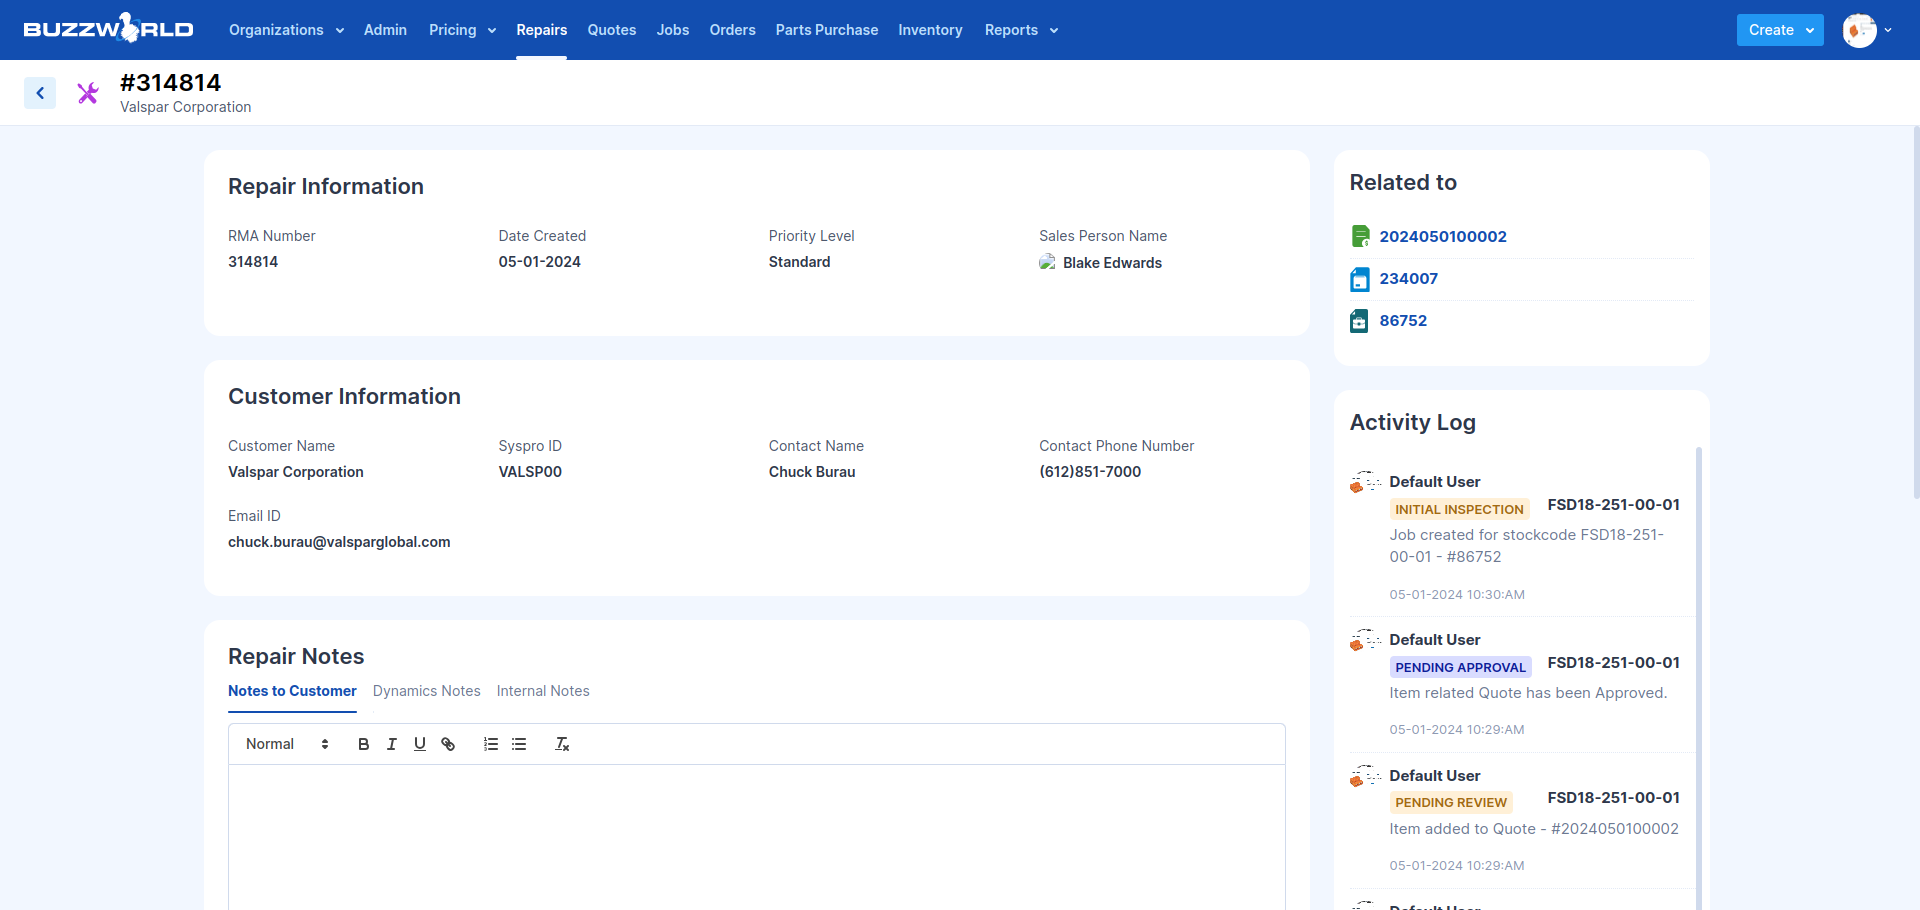 BUZZWORLD
Organizations Admin Pricing Repairs Quotes Jobs Orders Parts Purchase Inventory Reports Create
#314814
Valspar Corporation
Repair Information
RMA Number Date Created Priority Level Sales Person Name
314814 05-01-2024 Standard Blake Edwards
Customer Information
Customer Name Syspro ID Contact Name Contact Phone Number
Valspar Corporation VALSP00 Chuck Burau (612)851-7000
Email ID
chuck.burau@valsparglobal.com
Repair Notes
Notes to Customer Dynamics Notes Internal Notes
Normal B I U
Related to
2024050100002
234007
86752
Activity Log
Default User
INITIAL INSPECTION FSD18-251-00-01
Job created for stockcode FSD18-251-
00-01 - #86752
05-01-2024 10:30:AM
Default User
PENDING APPROVAL FSD18-251-00-01
Item related Quote has been Approved.
05-01-2024 10:29:AM
Default User
PENDING REVIEW FSD18-251-00-01
Item added to Quote - #2024050100002
05-01-2024 10:29:AM
Default User